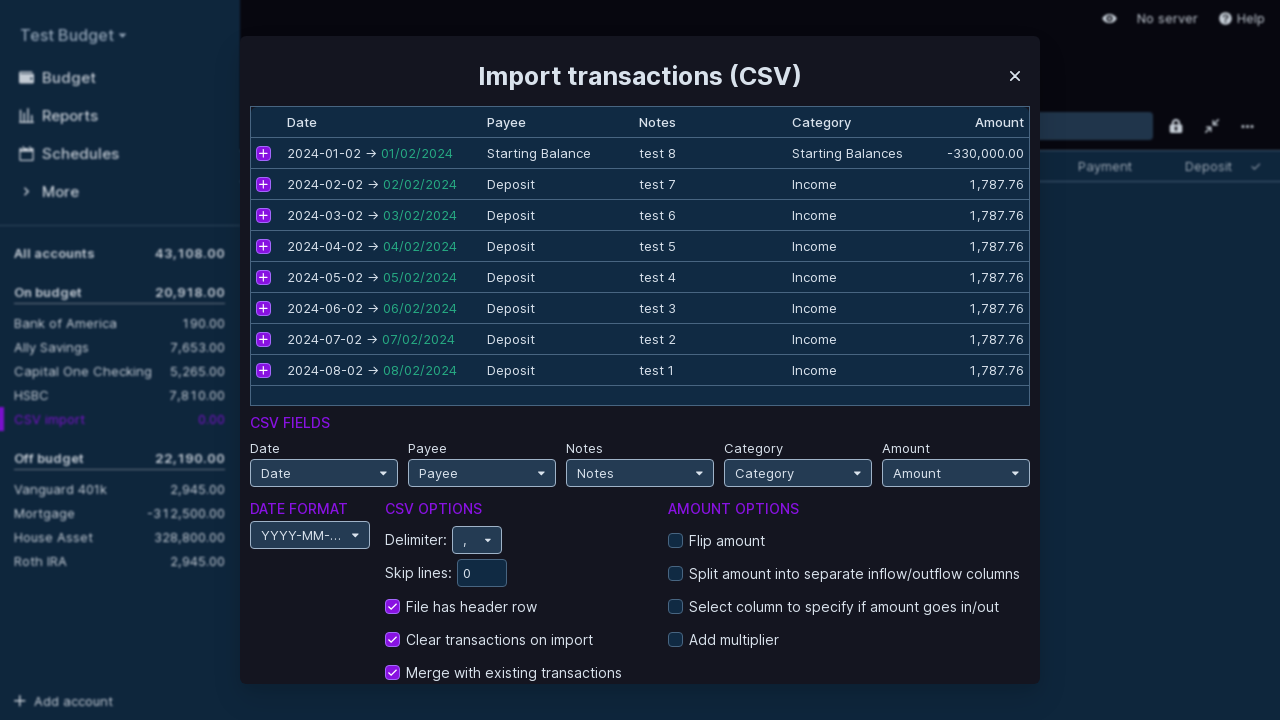 Test Budget
Budget
Reports
Schedules
More
All accounts 43,108.00
On budget 20,918.00
Bank of America 190.00
Ally Savings 7,653.00
Capital One Checking 5,265.00
HSBC 7,810.00
CSV import 0.00
Off budget 22,190.00
Vanguard 401k 2,945.00
Mortgage -312,500.00
House Asset 328,800.00
Roth IRA 2,945.00
Add account
No server Help
Payment Deposit
Import transactions (CSV)
Date Payee Notes Category Amount
2024-01-02 → 01/02/2024 Starting Balance test 8 Starting Balances -330,000.00
2024-02-02 → 02/02/2024 Deposit test 7 Income 1,787.76
2024-03-02 → 03/02/2024 Deposit test 6 Income 1,787.76
2024-04-02 → 04/02/2024 Deposit test 5 Income 1,787.76
2024-05-02 → 05/02/2024 Deposit test 4 Income 1,787.76
2024-06-02 → 06/02/2024 Deposit test 3 Income 1,787.76
2024-07-02 → 07/02/2024 Deposit test 2 Income 1,787.76
2024-08-02 → 08/02/2024 Deposit test 1 Income 1,787.76
CSV FIELDS
Date Payee Notes Category Amount
Date Payee Notes Category Amount
DATE FORMAT
YYYY-MM-...
CSV OPTIONS
Delimiter: ,
Skip lines: 0
File has header row
Clear transactions on import
Merge with existing transactions
AMOUNT OPTIONS
Flip amount
Split amount into separate inflow/outflow columns
Select column to specify if amount goes in/out
Add multiplier